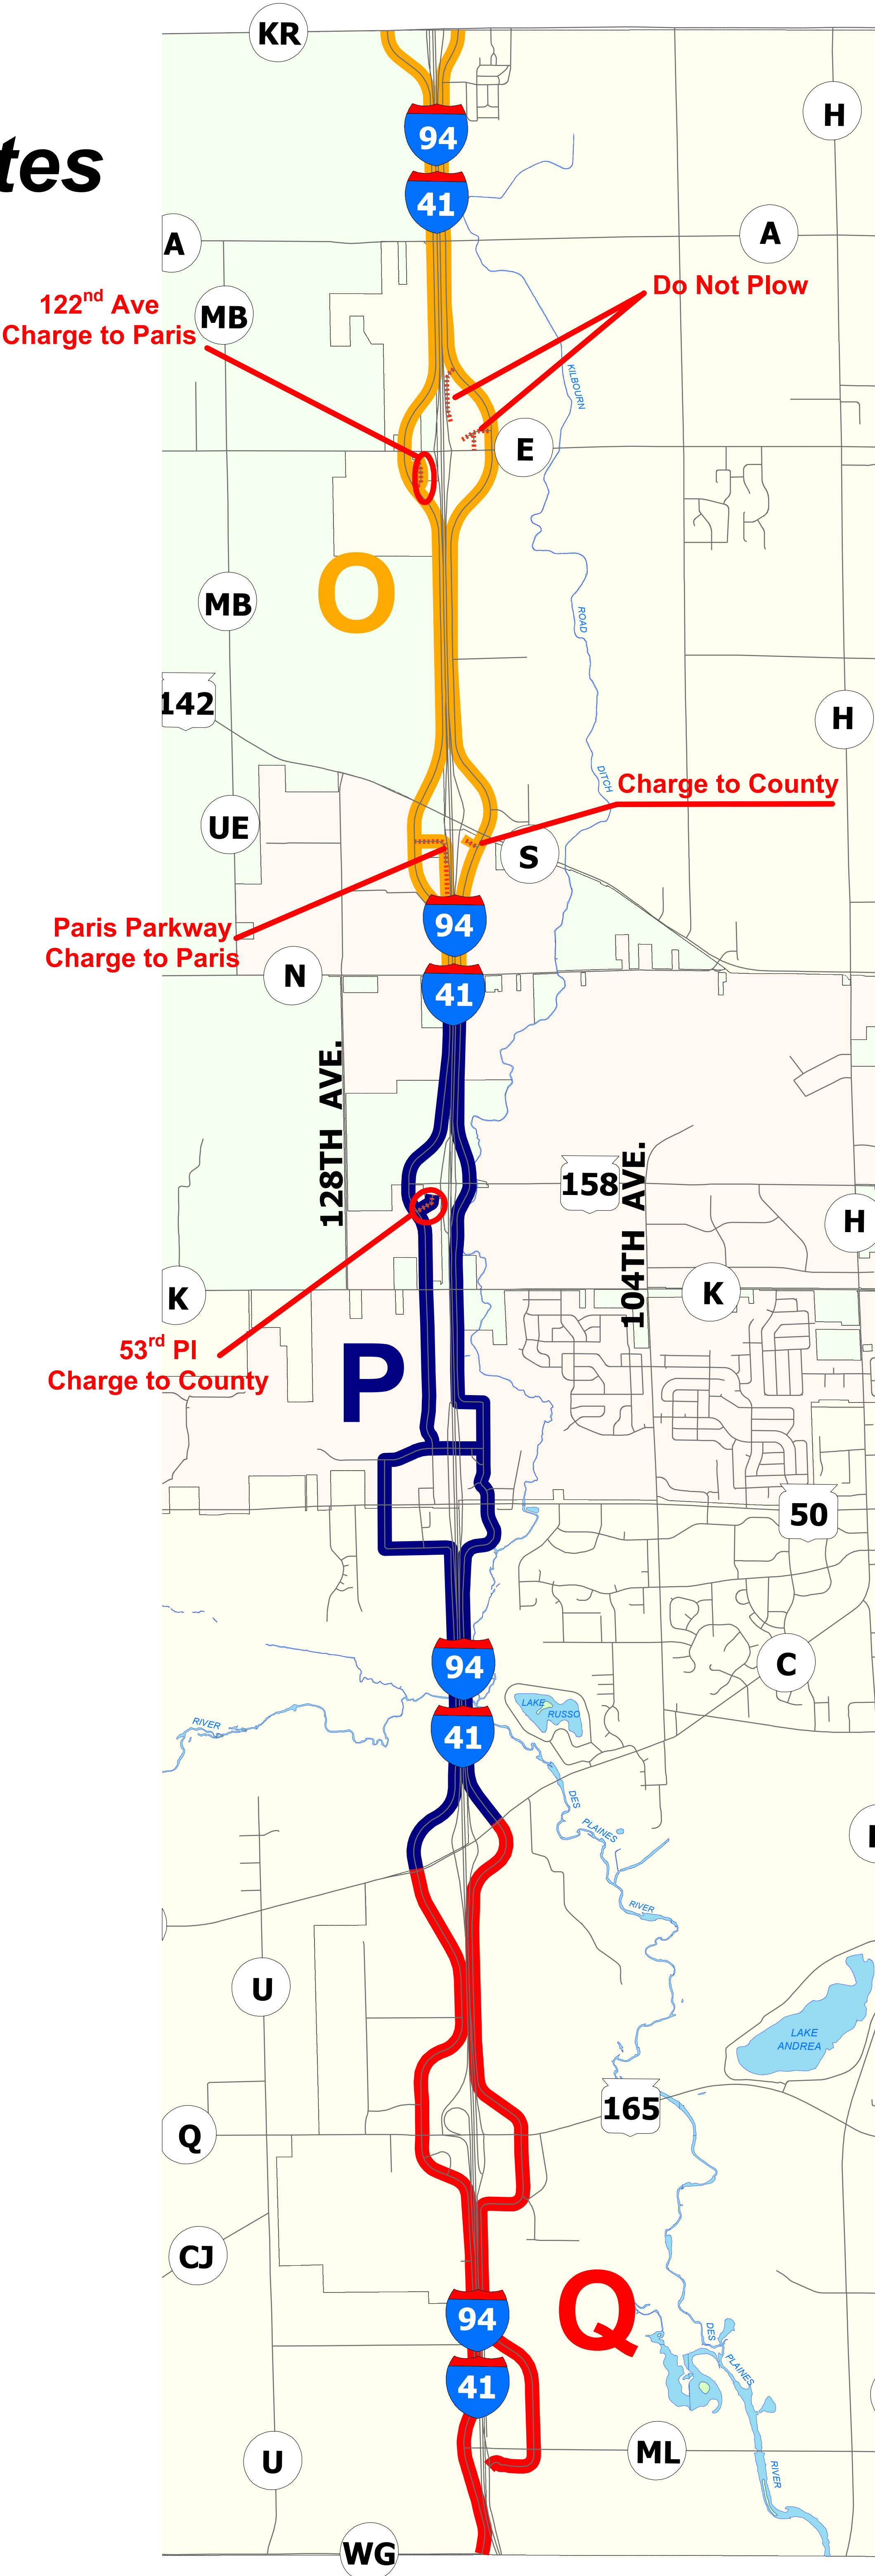 KR
94
H
tes
41
A
A
Do Not Plow
122nd Ave
Charge to Paris
MB
KILBOURN
E
O
MB
ROAD
142
H
DITCH
Charge to County
UE
S
Paris Parkway
Charge to Paris
94
N
41
128TH AVE.
158
104TH AVE.
H
K
K
53rd Pl
Charge to County
P
50
94
C
LAKE
RUSSO
RIVER
41
DES
PLAINES
RIVER
U
LAKE
ANDREA
165
Q
CJ
94
Q
DES
PLAINES
41
U
ML
RIVER
WG